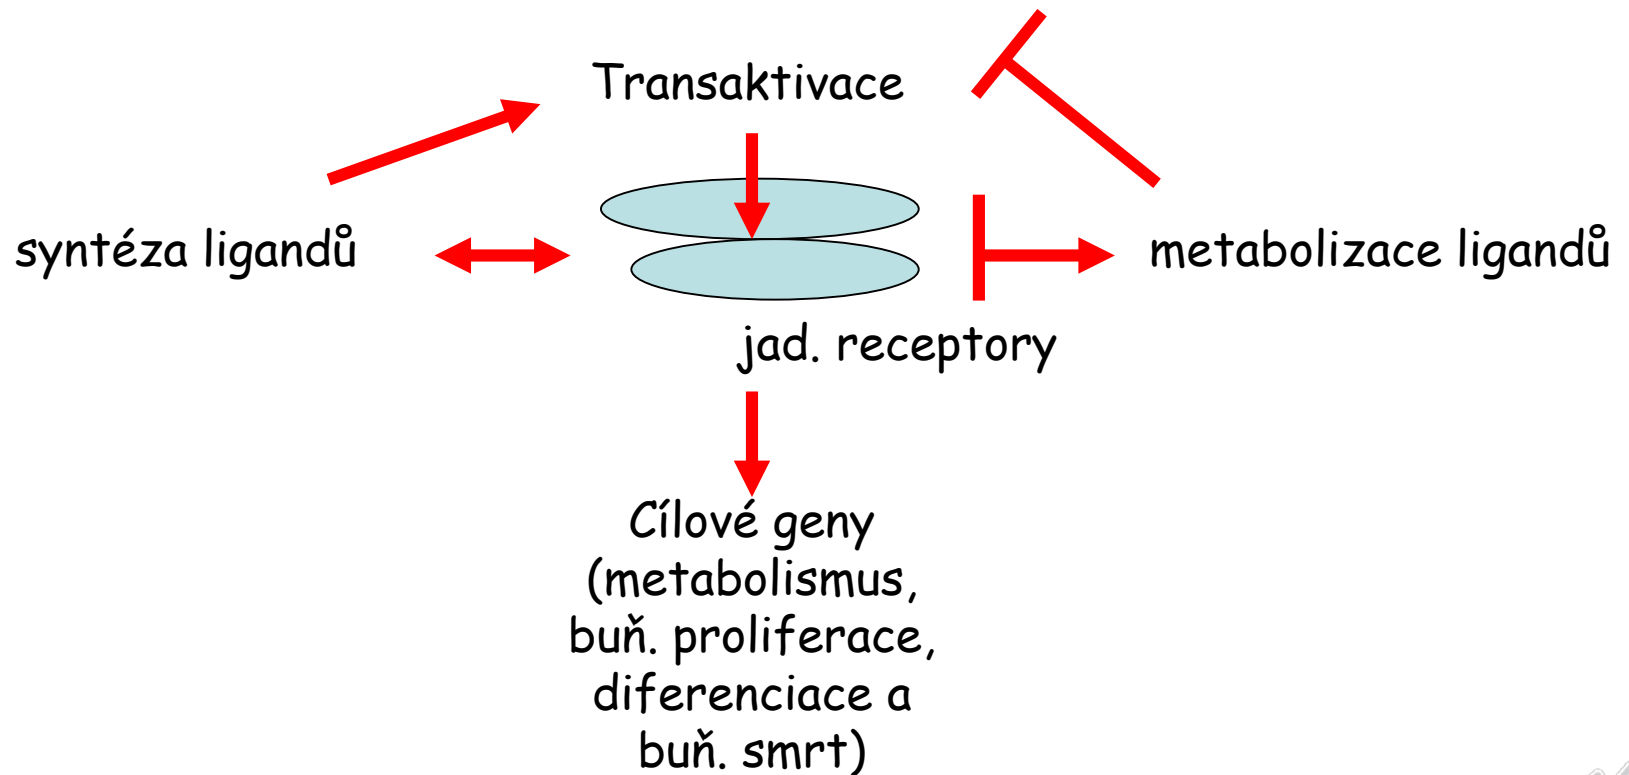 Transaktivace
syntéza ligandů
metabolizace ligandů
jad. receptory
Cílové geny
(metabolismus,
buň. proliferace,
diferenciace a
buň. smrt)